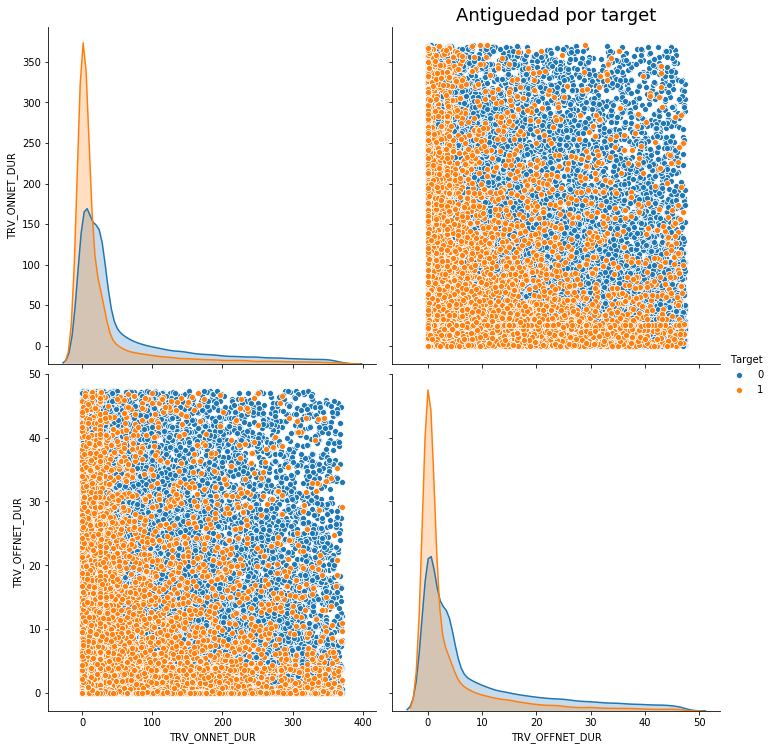 Antiguedad por target
350
300
250
200
150
100
50
0
TRV_ONNET_DUR
Target
0
1
50
40
30
20
10
0
TRV_OFFNET_DUR
0 100 200 300 400
TRV_ONNET_DUR
0 10 20 30 40 50
TRV_OFFNET_DUR